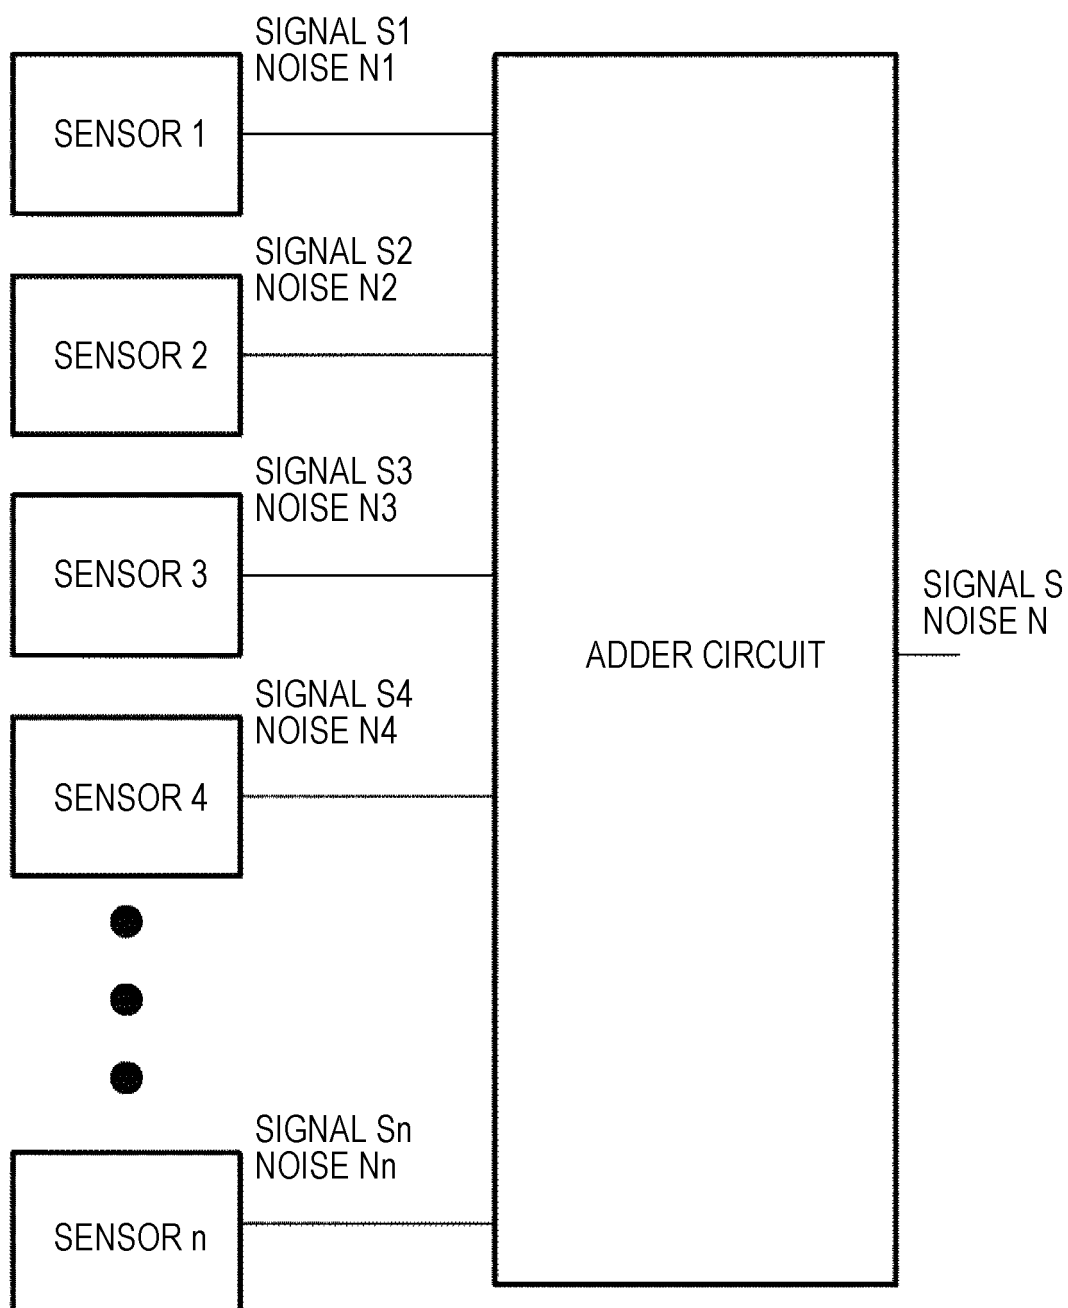 SIGNAL S1
NOISE N1
SENSOR 1
SIGNAL S2
NOISE N2
SENSOR 2
SIGNAL S3
NOISE N3
SENSOR 3
SIGNAL S
NOISE N
ADDER CIRCUIT
SIGNAL S4
NOISE N4
SENSOR 4
SIGNAL Sn
NOISE Nn
SENSOR n